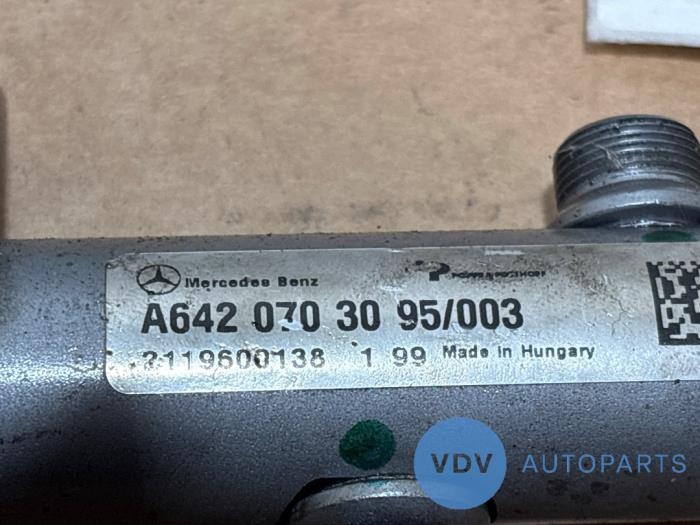 Mercedes Benz
A642 070 30 95/003
2119600138 1 99 Made in Hungary
VDV AUTOPARTS